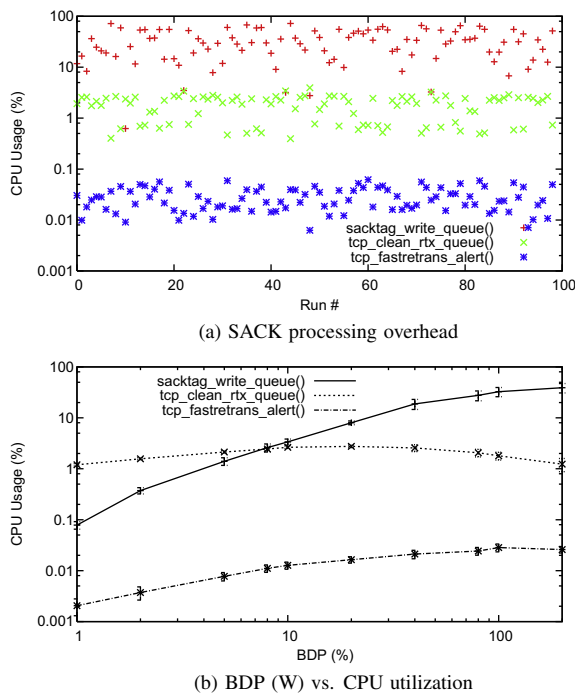 100
10
1
0.1
0.01
0.001
CPU Usage (%)
sacktag_write_queue()
tcp_clean_rtx_queue()
tcp_fastretrans_alert()
0 20 40 60 80 100
Run #
(a) SACK processing overhead
100
10
1
0.1
0.01
0.001
CPU Usage (%)
sacktag_write_queue()
tcp_clean_rtx_queue()
tcp_fastretrans_alert()
1 10 100
BDP (%)
(b) BDP (W) vs. CPU utilization